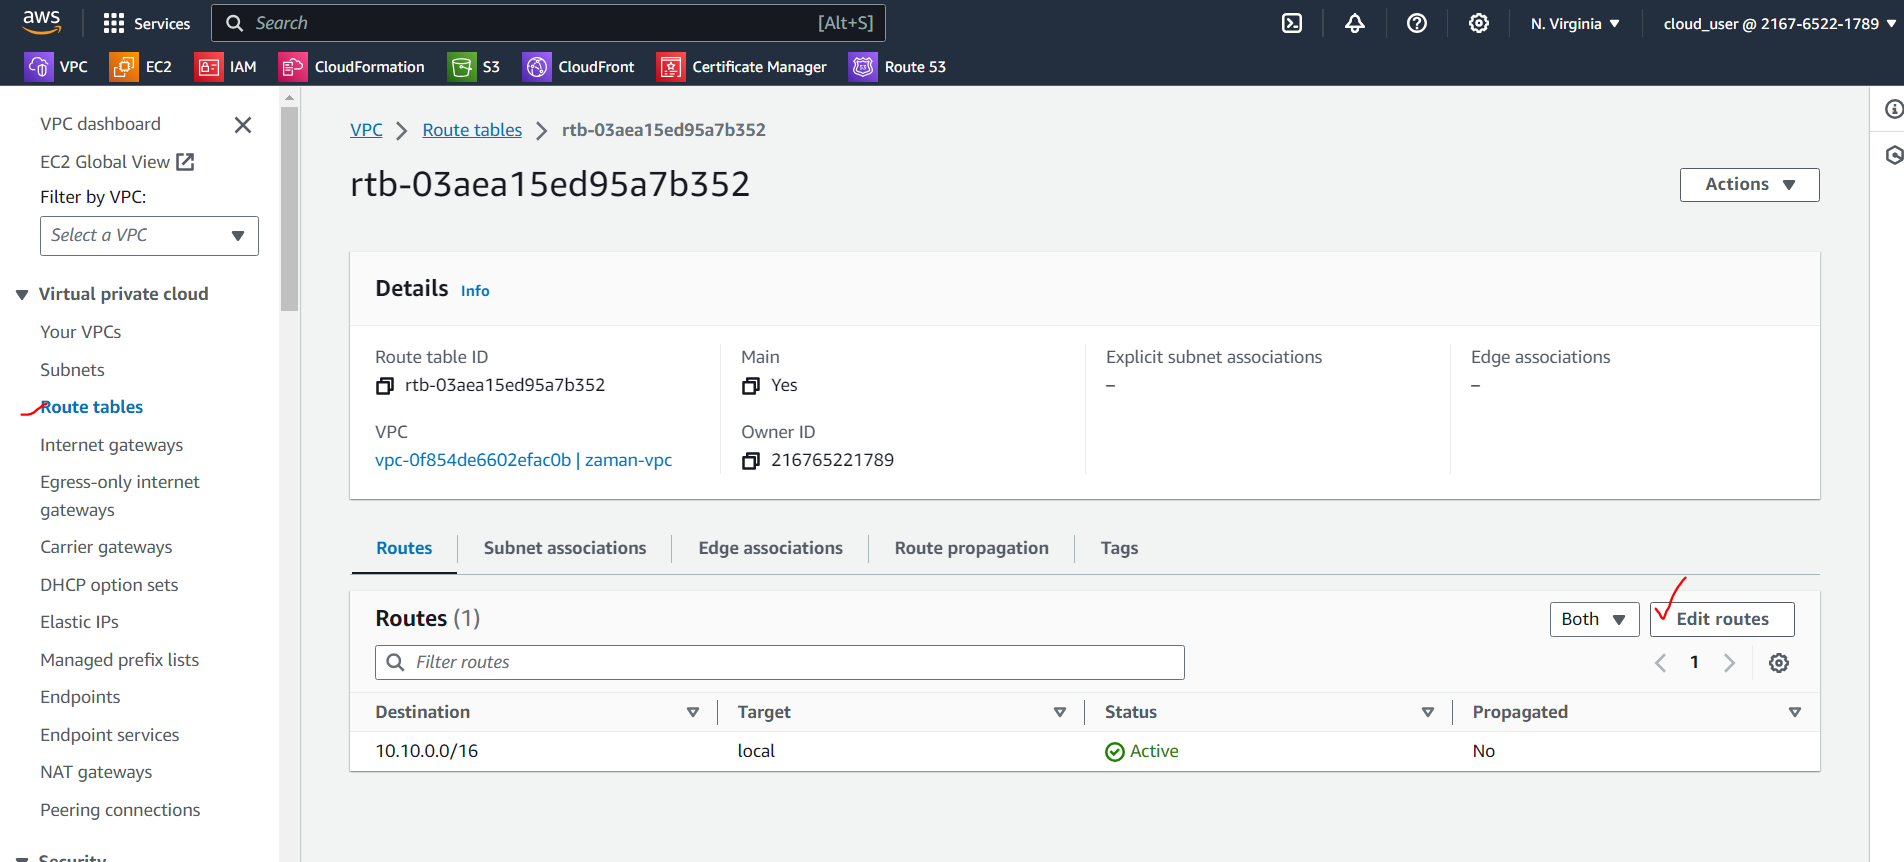 aws
Services
Search [Alt+S]
N. Virginia
cloud_user @ 2167-6522-1789
VPC
EC2
IAM
CloudFormation
S3
CloudFront
Certificate Manager
53
Route 53
VPC dashboard
EC2 Global View
Filter by VPC:
Select a VPC
Virtual private cloud
Your VPCs
Subnets
Route tables
Internet gateways
Egress-only internet
gateways
Carrier gateways
DHCP option sets
Elastic IPs
Managed prefix lists
Endpoints
Endpoint services
NAT gateways
Peering connections
Security
VPC > Route tables > rtb-03aea15ed95a7b352
rtb-03aea15ed95a7b352
Actions
Details Info
Route table ID
rtb-03aea15ed95a7b352
Main
Yes
Explicit subnet associations
–
Edge associations
–
VPC
vpc-0f854de6602efac0b | zaman-vpc
Owner ID
216765221789
Routes
Subnet associations
Edge associations
Route propagation
Tags
Routes (1)
Both
Edit routes
Filter routes
1
Destination Target Status Propagated
10.10.0.0/16 local Active No